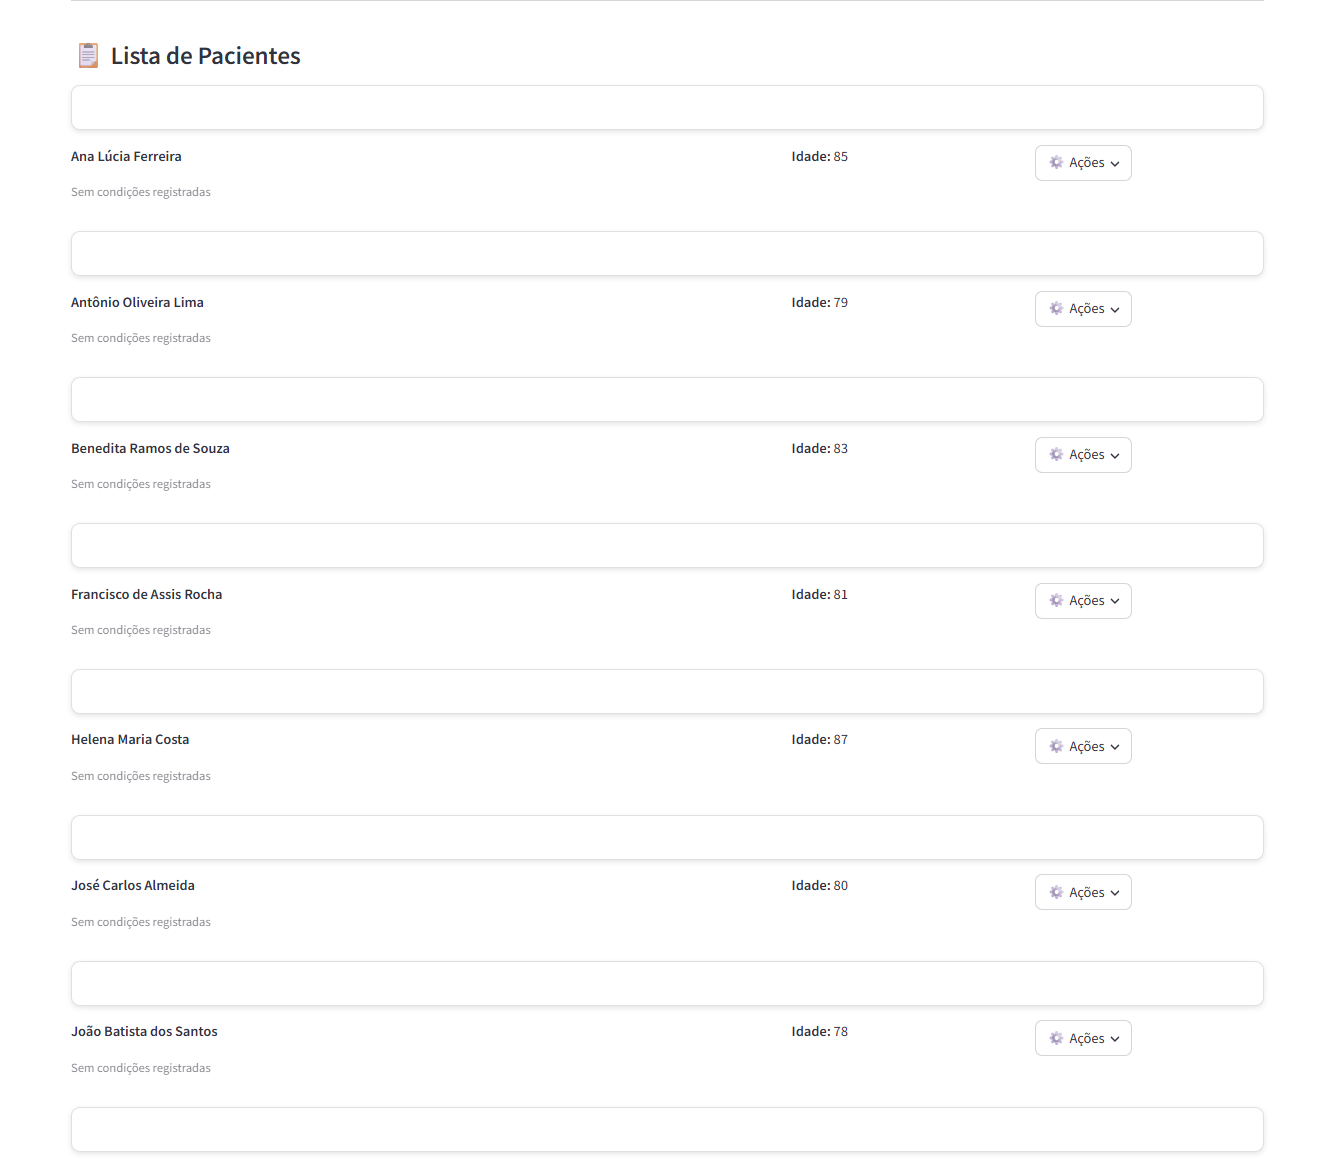 Lista de Pacientes
Ana Lúcia Ferreira Idade: 85 Ações
Sem condições registradas
Antônio Oliveira Lima Idade: 79 Ações
Sem condições registradas
Benedita Ramos de Souza Idade: 83 Ações
Sem condições registradas
Francisco de Assis Rocha Idade: 81 Ações
Sem condições registradas
Helena Maria Costa Idade: 87 Ações
Sem condições registradas
José Carlos Almeida Idade: 80 Ações
Sem condições registradas
João Batista dos Santos Idade: 78 Ações
Sem condições registradas